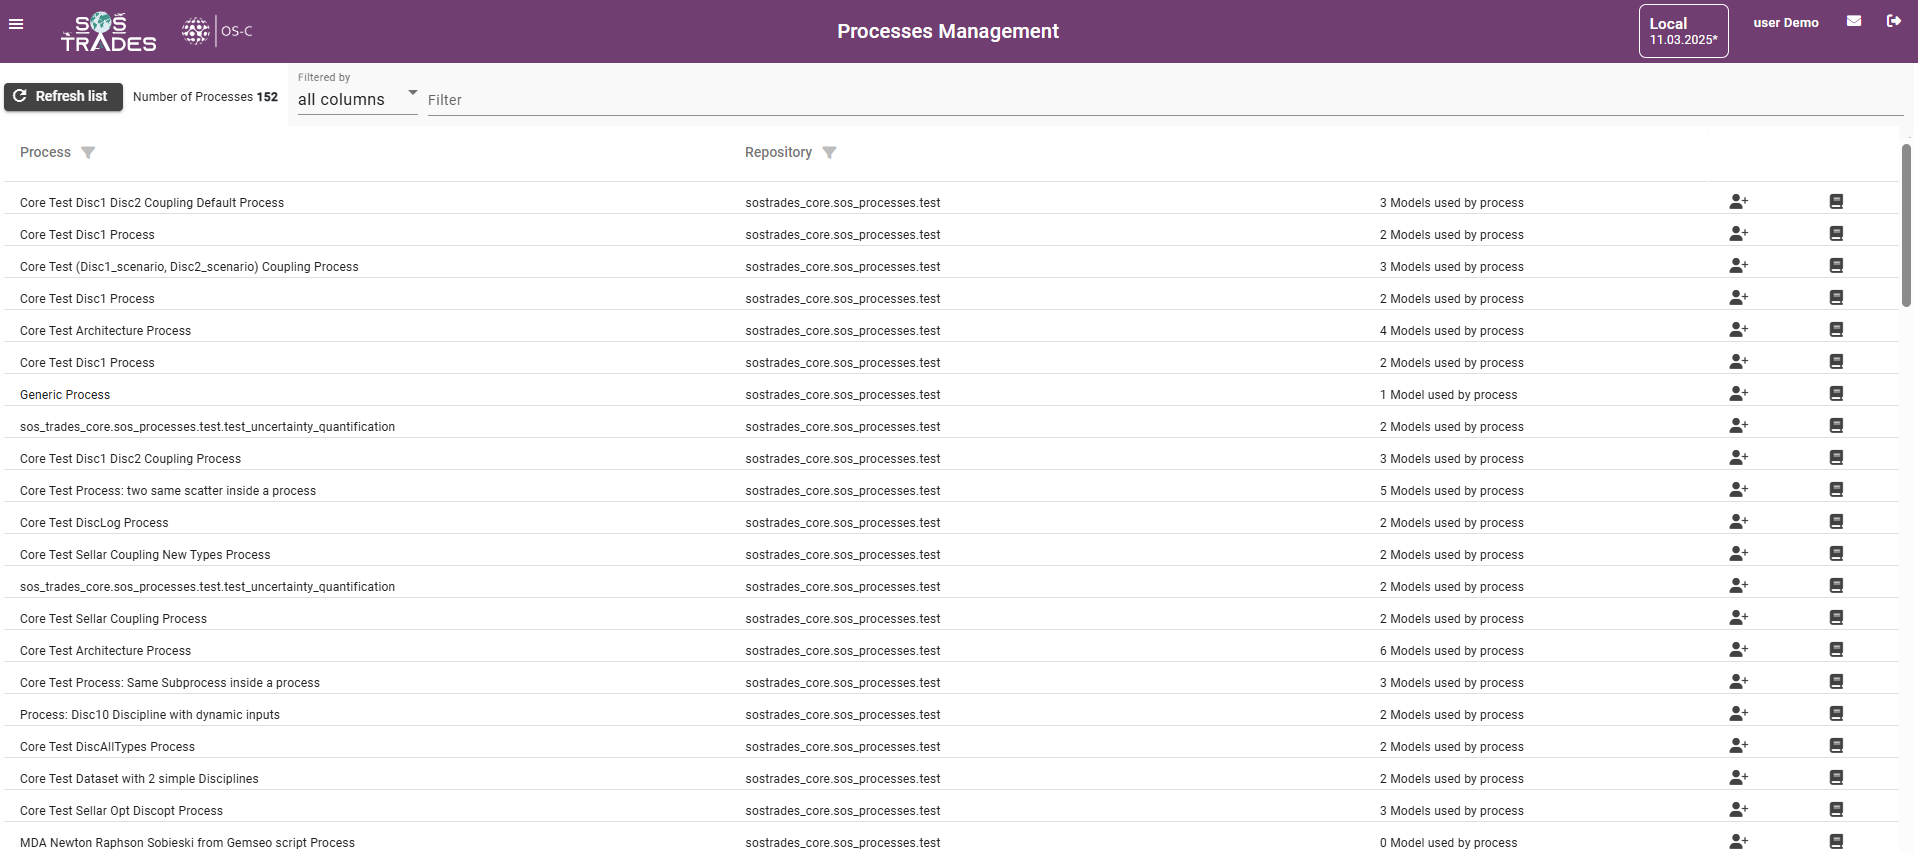 SOS
TRADES
OS-C
Processes Management
Local
11.03.2025*
user Demo
Refresh list
Number of Processes 152
Filtered by
all columns
Filter
Process Repository
Core Test Disc1 Disc2 Coupling Default Process sostrades_core.sos_processes.test 3 Models used by process
Core Test Disc1 Process sostrades_core.sos_processes.test 2 Models used by process
Core Test (Disc1_scenario, Disc2_scenario) Coupling Process sostrades_core.sos_processes.test 3 Models used by process
Core Test Disc1 Process sostrades_core.sos_processes.test 2 Models used by process
Core Test Architecture Process sostrades_core.sos_processes.test 4 Models used by process
Core Test Disc1 Process sostrades_core.sos_processes.test 2 Models used by process
Generic Process sostrades_core.sos_processes.test 1 Model used by process
sos_trades_core.sos_processes.test.test_uncertainty_quantification sostrades_core.sos_processes.test 2 Models used by process
Core Test Disc1 Disc2 Coupling Process sostrades_core.sos_processes.test 3 Models used by process
Core Test Process: two same scatter inside a process sostrades_core.sos_processes.test 5 Models used by process
Core Test DiscLog Process sostrades_core.sos_processes.test 2 Models used by process
Core Test Sellar Coupling New Types Process sostrades_core.sos_processes.test 2 Models used by process
sos_trades_core.sos_processes.test.test_uncertainty_quantification sostrades_core.sos_processes.test 2 Models used by process
Core Test Sellar Coupling Process sostrades_core.sos_processes.test 2 Models used by process
Core Test Architecture Process sostrades_core.sos_processes.test 6 Models used by process
Core Test Process: Same Subprocess inside a process sostrades_core.sos_processes.test 3 Models used by process
Process: Disc10 Discipline with dynamic inputs sostrades_core.sos_processes.test 2 Models used by process
Core Test DiscAllTypes Process sostrades_core.sos_processes.test 2 Models used by process
Core Test Dataset with 2 simple Disciplines sostrades_core.sos_processes.test 2 Models used by process
Core Test Sellar Opt Discopt Process sostrades_core.sos_processes.test 3 Models used by process
MDA Newton Raphson Sobieski from Gemseo script Process sostrades_core.sos_processes.test 0 Model used by process